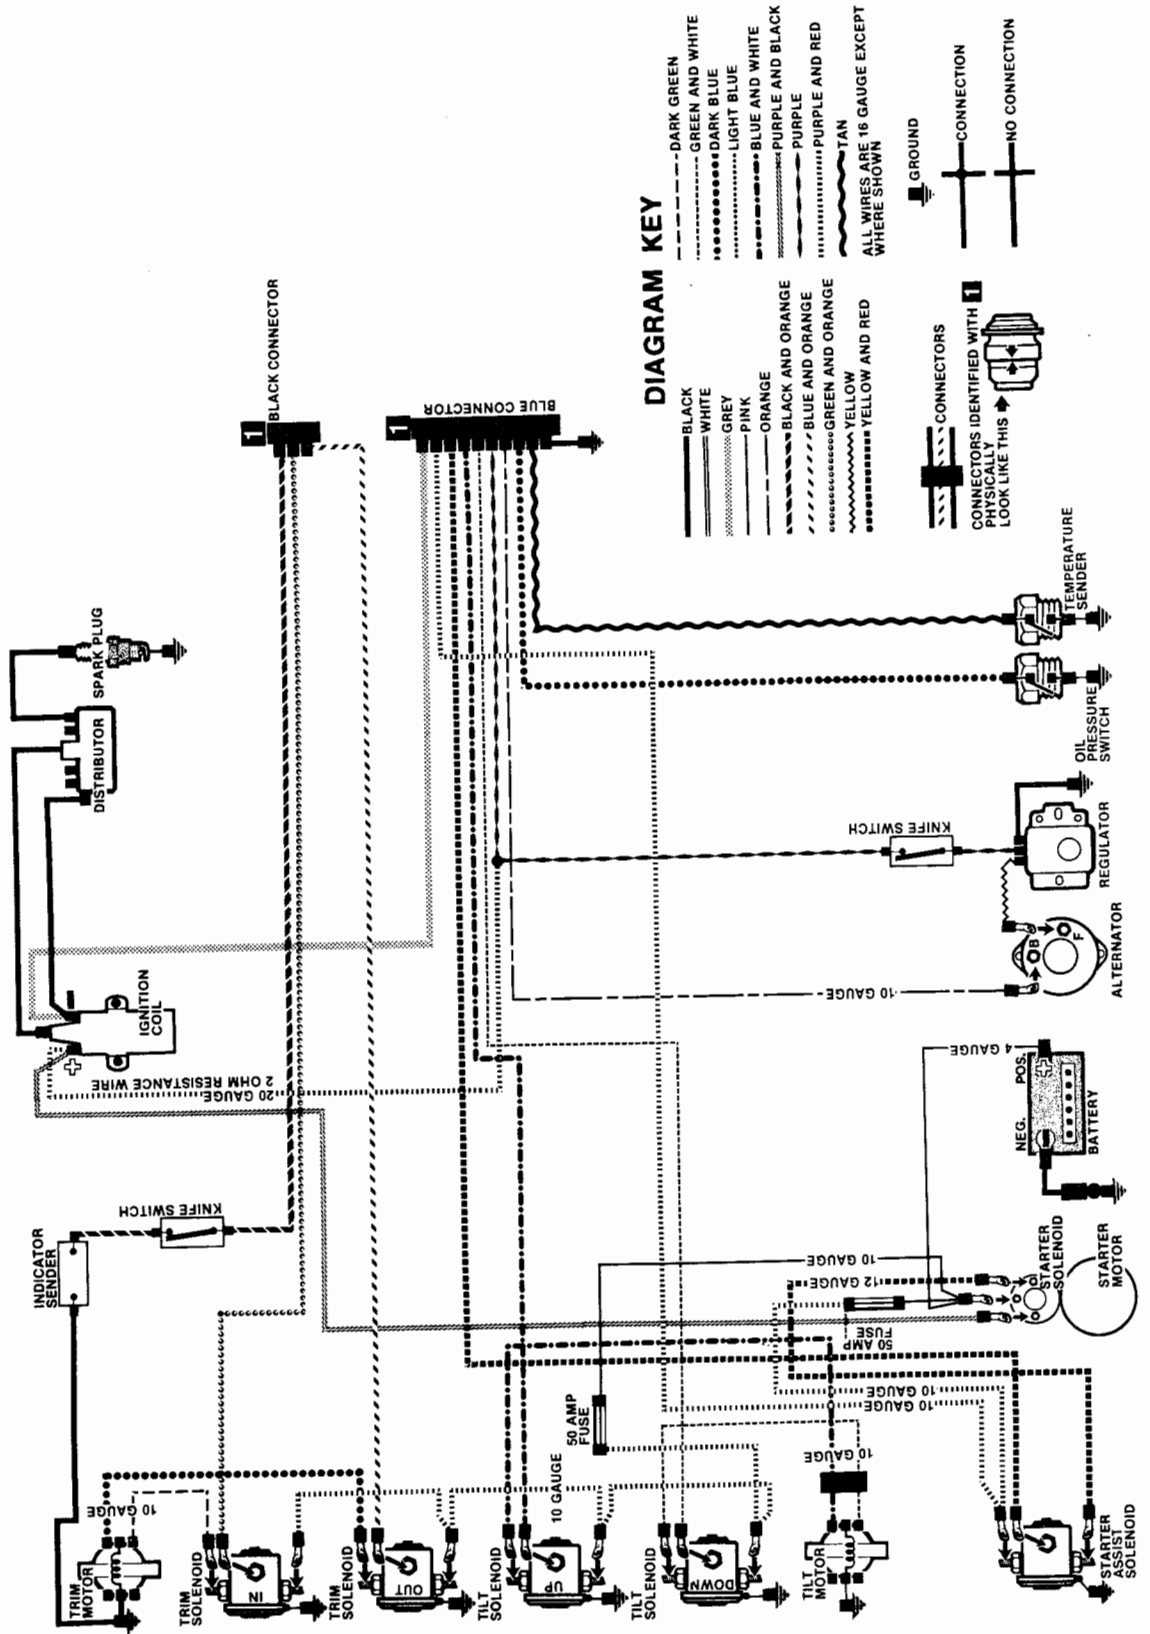 SPARK PLUG
DISTRIBUTOR
IGNITION
COIL
20 GAUGE
2 OHM RESISTANCE WIRE
INDICATOR
SENDER
KNIFE SWITCH
1
BLACK CONNECTOR
1
BLUE CONNECTOR
TRIM
MOTOR
10 GAUGE
TRIM
SOLENOID
IN
TRIM
SOLENOID
OUT
TILT
SOLENOID
UP
10 GAUGE
50 AMP
FUSE
TILT
SOLENOID
DOWN
TILT
MOTOR
10 GAUGE
STARTER
ASSIST
SOLENOID
10 GAUGE
10 GAUGE
50 AMP
FUSE
12 GAUGE
10 GAUGE
STARTER
SOLENOID
STARTER
MOTOR
4 GAUGE
NEG.
POS.
BATTERY
10 GAUGE
B
F
ALTERNATOR
KNIFE SWITCH
REGULATOR
OIL
PRESSURE
SWITCH
TEMPERATURE
SENDER
DIAGRAM KEY
BLACK
WHITE
GREY
PINK
ORANGE
BLACK AND ORANGE
BLUE AND ORANGE
GREEN AND ORANGE
YELLOW
YELLOW AND RED
DARK GREEN
GREEN AND WHITE
DARK BLUE
LIGHT BLUE
BLUE AND WHITE
PURPLE AND BLACK
PURPLE
PURPLE AND RED
TAN
ALL WIRES ARE 16 GAUGE EXCEPT
WHERE SHOWN
CONNECTORS
CONNECTORS IDENTIFIED WITH 1
PHYSICALLY
LOOK LIKE THIS
GROUND
CONNECTION
NO CONNECTION